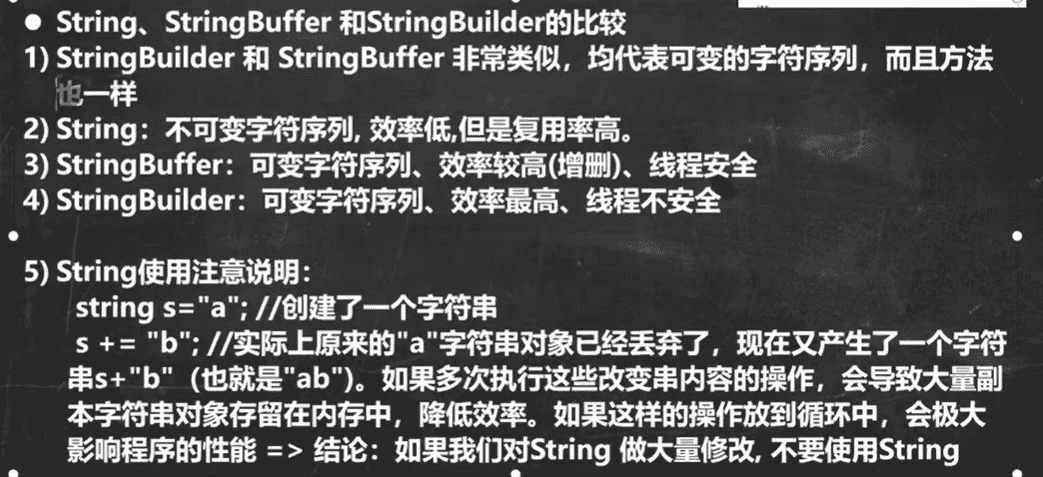 ● String、StringBuffer 和StringBuilder的比较
1) StringBuilder 和 StringBuffer 非常类似，均代表可变的字符序列，而且方法
也一样
2) String：不可变字符序列, 效率低,但是复用率高。
3) StringBuffer：可变字符序列、效率较高(增删)、线程安全
4) StringBuilder：可变字符序列、效率最高、线程不安全
5) String使用注意说明：
string s="a"; //创建了一个字符串
s += "b"; //实际上原来的"a"字符串对象已经丢弃了，现在又产生了一个字符
串s+"b"（也就是"ab")。如果多次执行这些改变串内容的操作，会导致大量副
本字符串对象存留在内存中，降低效率。如果这样的操作放到循环中，会极大
影响程序的性能 => 结论：如果我们对String 做大量修改, 不要使用String